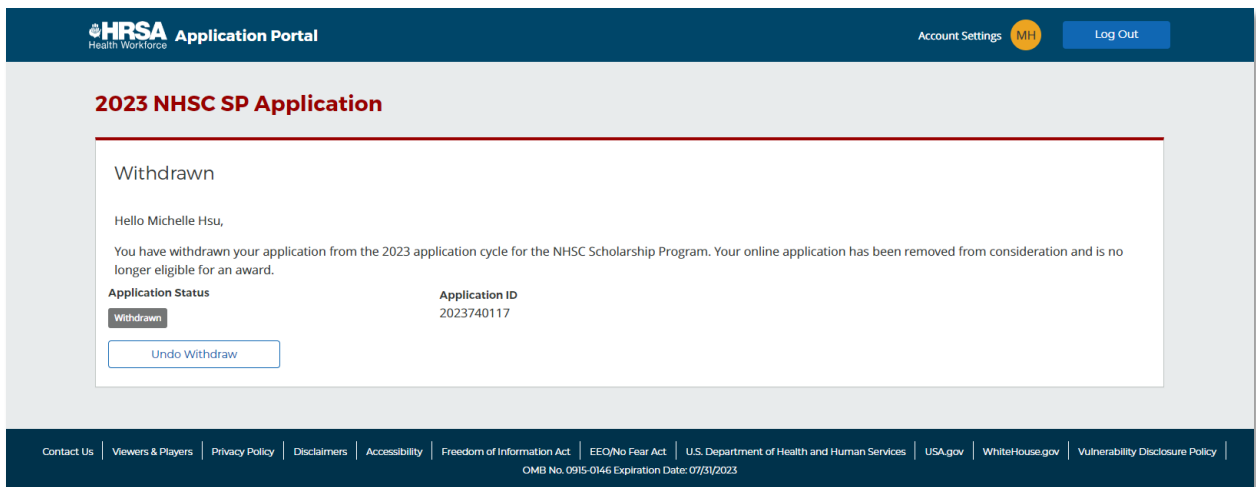 HRSA
Health Workforce
Application Portal
Account Settings MH Log Out
2023 NHSC SP Application
Withdrawn
Hello Michelle Hsu,
You have withdrawn your application from the 2023 application cycle for the NHSC Scholarship Program. Your online application has been removed from consideration and is no
longer eligible for an award.
Application Status
Withdrawn
Application ID
2023740117
Undo Withdraw
Contact Us | Viewers & Players | Privacy Policy | Disclaimers | Accessibility | Freedom of Information Act | EEO/No Fear Act | U.S. Department of Health and Human Services | USA.gov | WhiteHouse.gov | Vulnerability Disclosure Policy |
OMB No. 0915-0146 Expiration Date: 07/31/2023